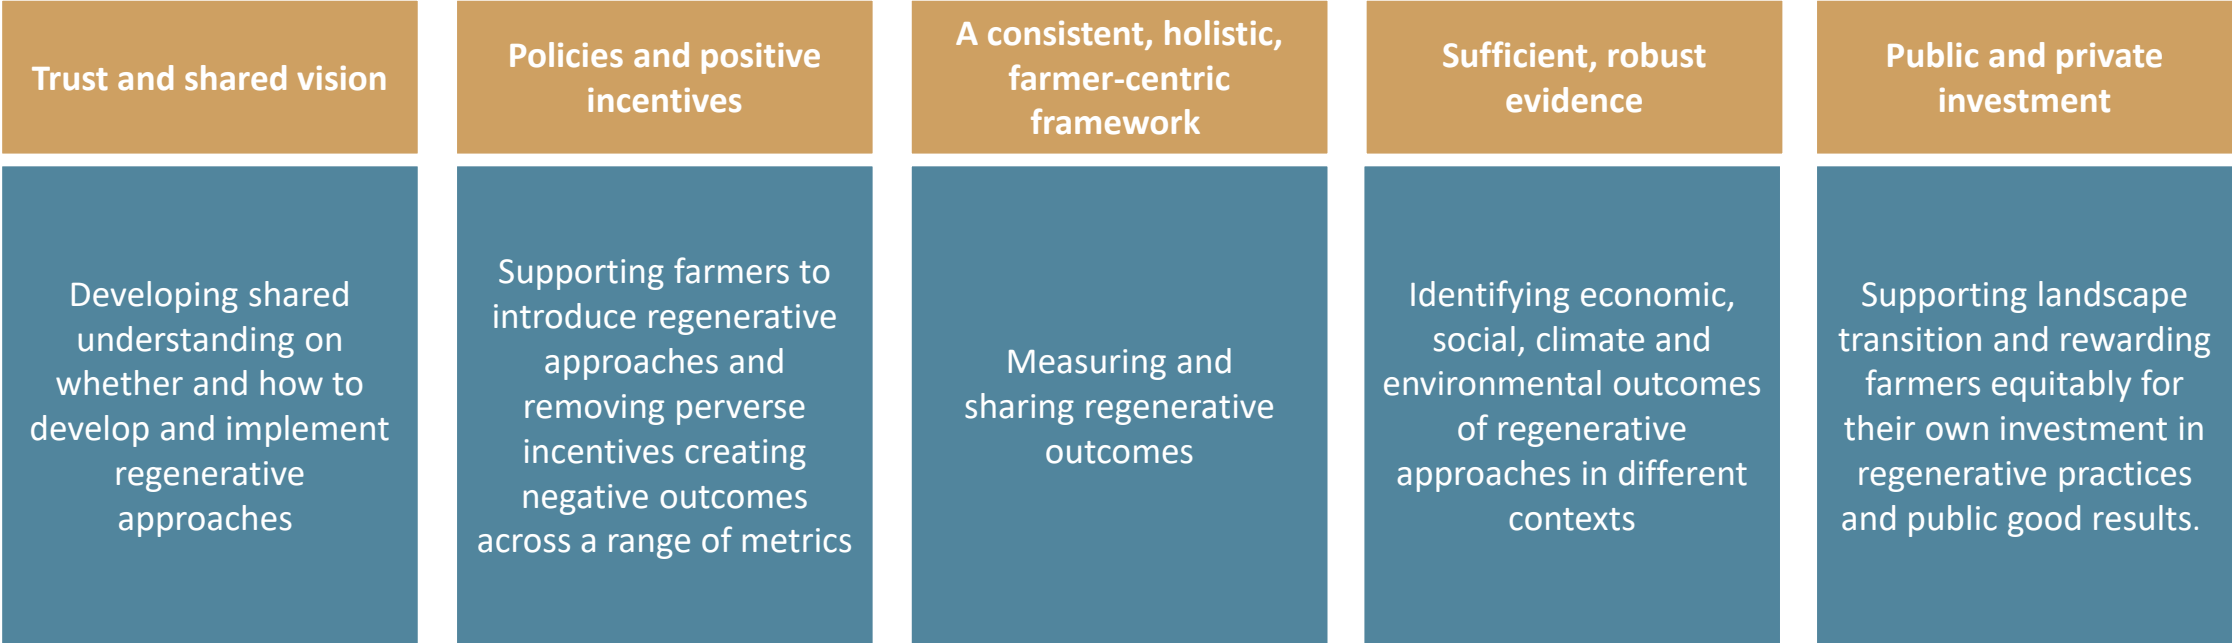 Trust and shared vision
Developing shared
understanding on
whether and how to
develop and implement
regenerative
approaches
Policies and positive
incentives
Supporting farmers to
introduce regenerative
approaches and
removing perverse
incentives creating
negative outcomes
across a range of metrics
A consistent, holistic,
farmer-centric
framework
Measuring and
sharing regenerative
outcomes
Sufficient, robust
evidence
Identifying economic,
social, climate and
environmental outcomes
of regenerative
approaches in different
contexts
Public and private
investment
Supporting landscape
transition and rewarding
farmers equitably for
their own investment in
regenerative practices
and public good results.